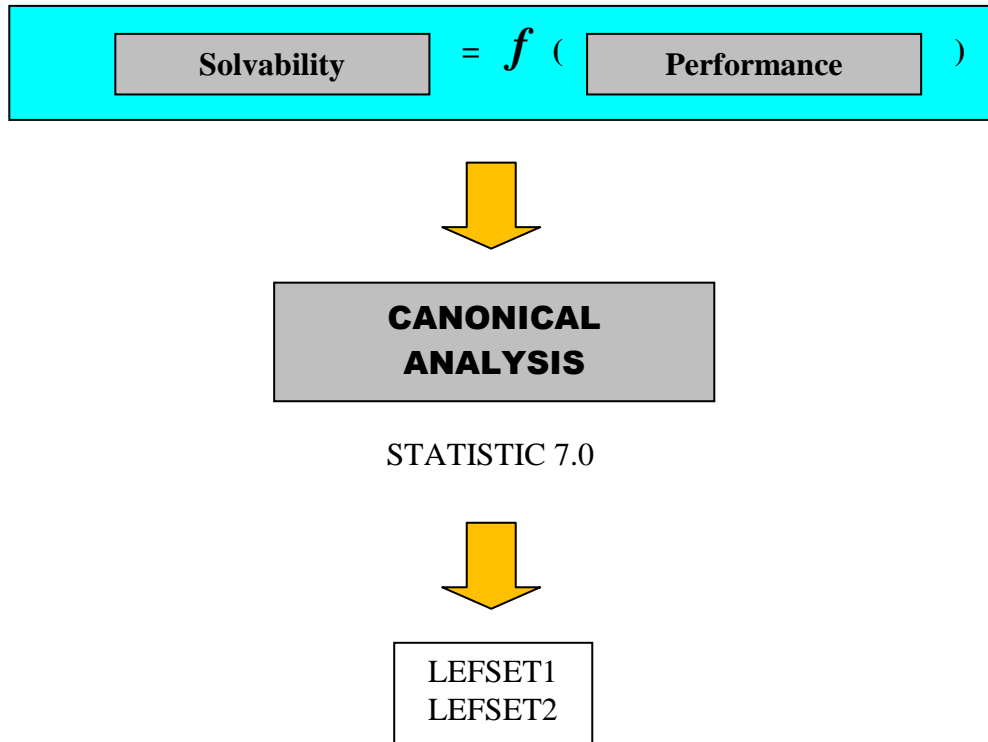 Solvability = f ( Performance )
CANONICAL
ANALYSIS
STATISTIC 7.0
LEFSET1
LEFSET2